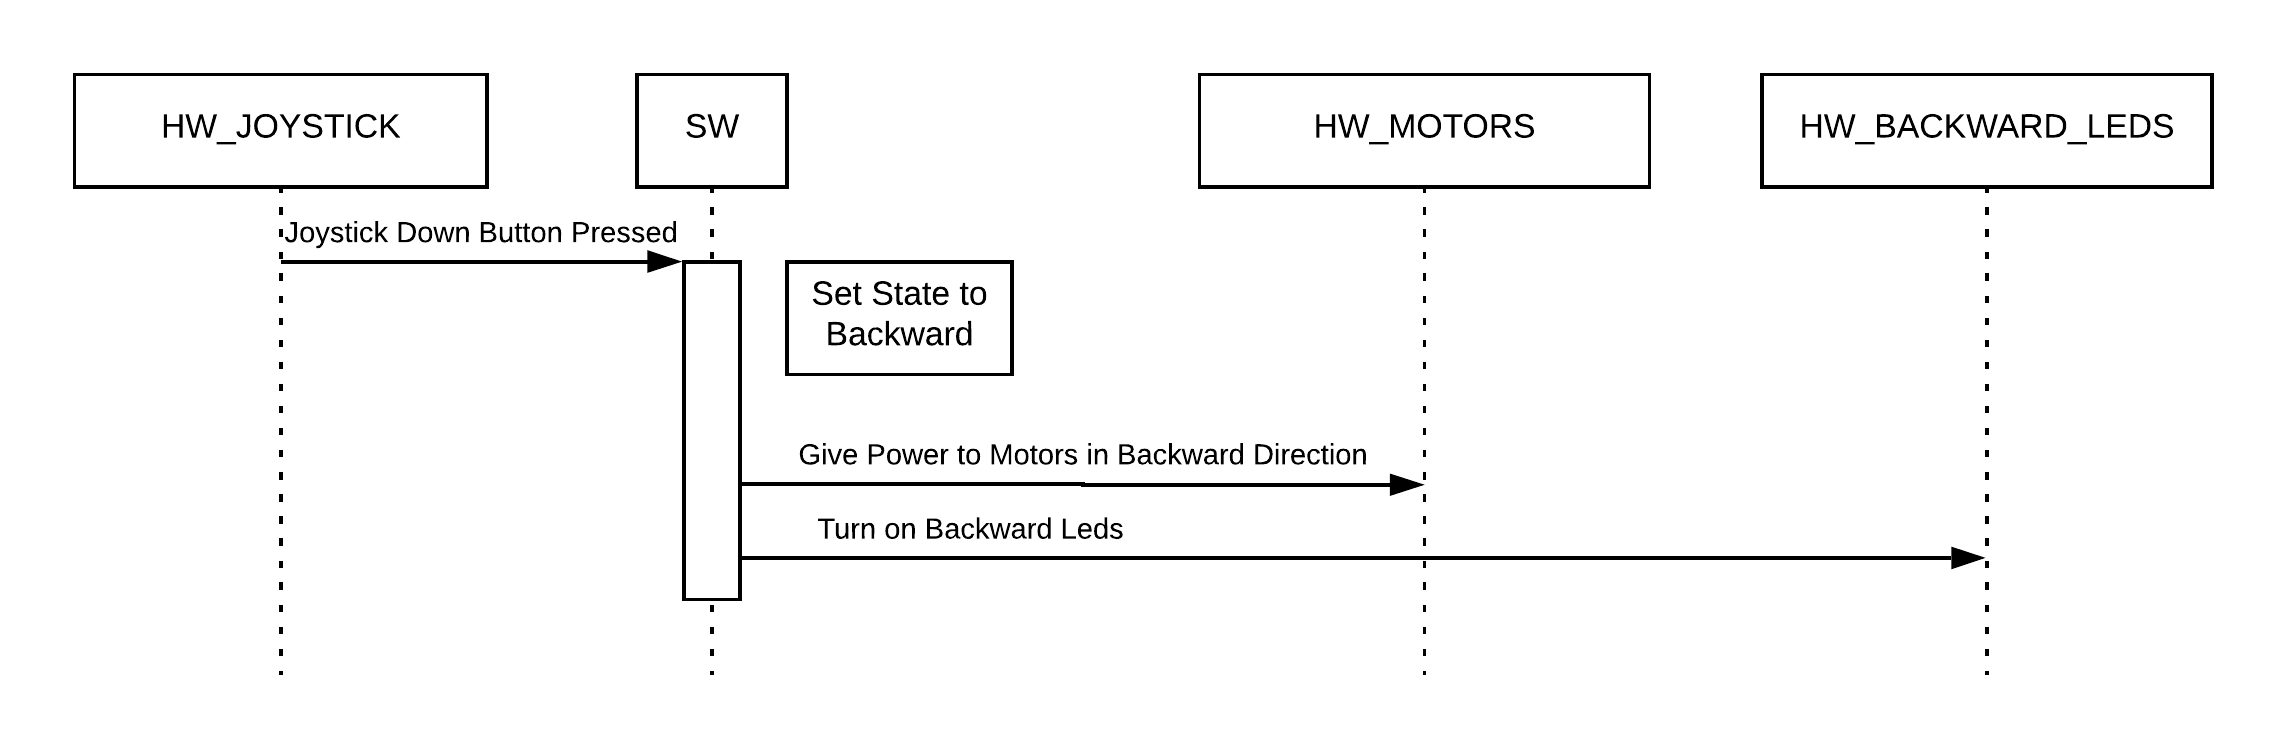 HW_JOYSTICK
SW
HW_MOTORS
HW_BACKWARD_LEDS
Joystick Down Button Pressed
Set State to
Backward
Give Power to Motors in Backward Direction
Turn on Backward Leds